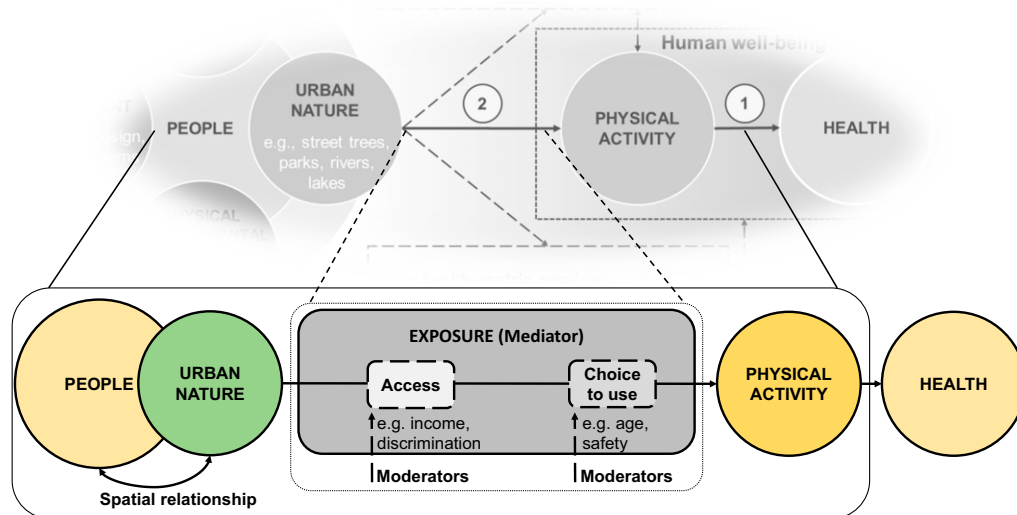 Human well-being
URBAN
NATURE
2
1
PEOPLE
PHYSICAL
ACTIVITY
HEALTH
e.g., street trees,
parks, rivers,
lakes
EXPOSURE (Mediator)
PEOPLE
URBAN
NATURE
Access
Choice
to use
PHYSICAL
ACTIVITY
HEALTH
e.g. income,
discrimination
e.g. age,
safety
Moderators
Moderators
Spatial relationship